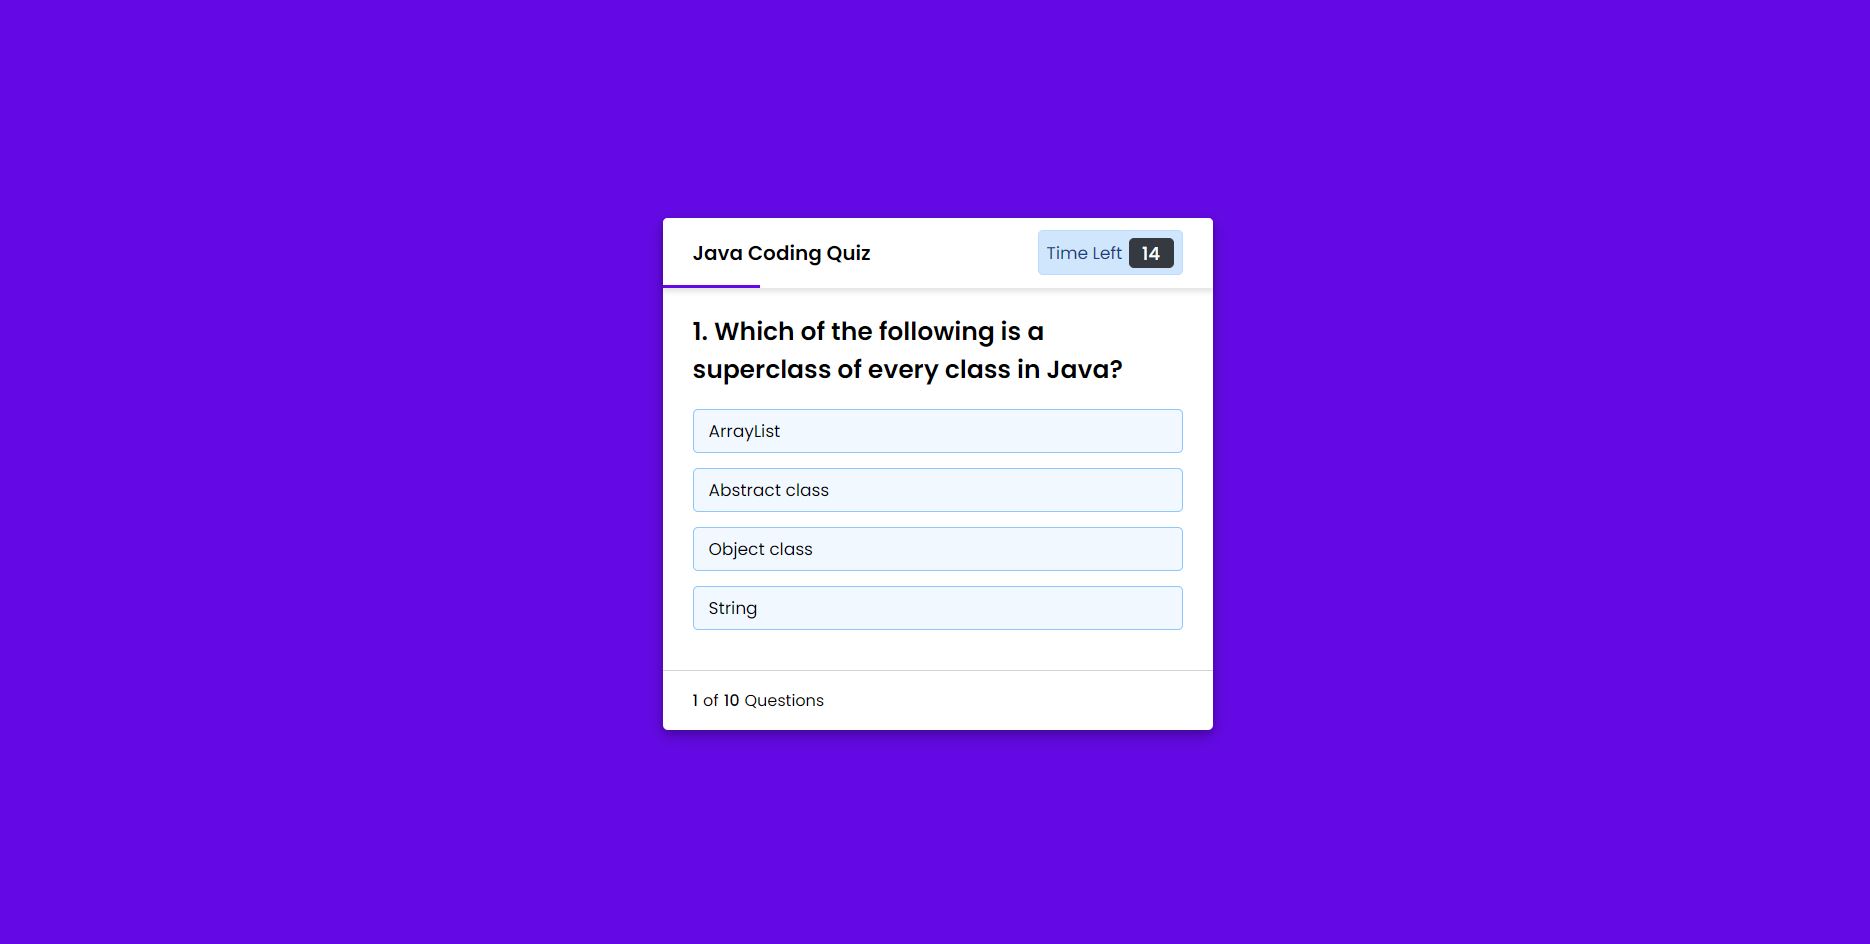 Java Coding Quiz
Time Left 14
1. Which of the following is a
superclass of every class in Java?
ArrayList
Abstract class
Object class
String
1 of 10 Questions